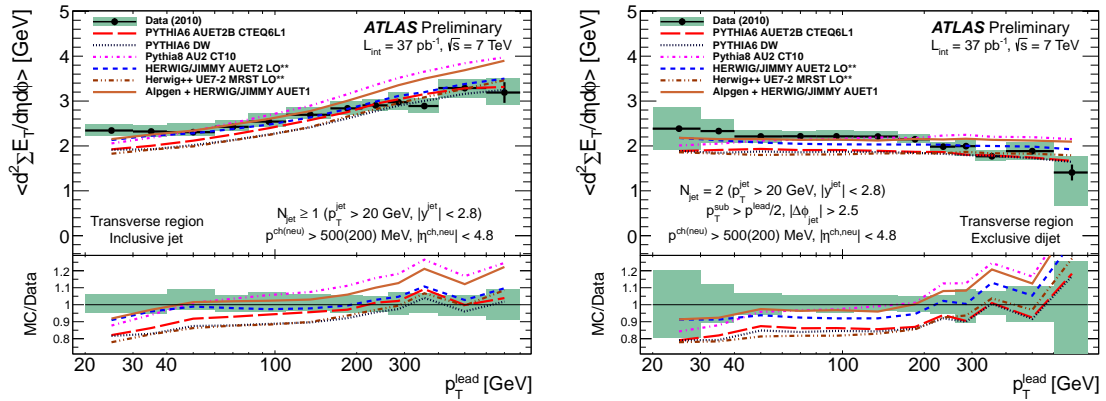 <d²ΣE_T/dηdφ> [GeV]
Data (2010)
PYTHIA6 AUET2B CTEQ6L1
PYTHIA6 DW
Pythia8 AU2 CT10
HERWIG/JIMMY AUET2 LO**
Herwig++ UE7-2 MRST LO**
Alpgen + HERWIG/JIMMY AUET1
ATLAS Preliminary
L_int = 37 pb⁻¹, √s = 7 TeV
5
4
3
2
1
0
N_jet ≥ 1 (p_T^jet > 20 GeV, |y^jet| < 2.8)
p^ch(neu) > 500(200) MeV, |η^ch,neu| < 4.8
Transverse region
Inclusive jet
MC/Data
1.2
1.1
1
0.9
0.8
20 30 100 200 300
p_T^lead [GeV]
<d²ΣE_T/dηdφ> [GeV]
Data (2010)
PYTHIA6 AUET2B CTEQ6L1
PYTHIA6 DW
Pythia8 AU2 CT10
HERWIG/JIMMY AUET2 LO**
Herwig++ UE7-2 MRST LO**
Alpgen + HERWIG/JIMMY AUET1
ATLAS Preliminary
L_int = 37 pb⁻¹, √s = 7 TeV
5
4
3
2
1
0
N_jet = 2 (p_T^jet > 20 GeV, |y^jet| < 2.8)
p_T^sub > p^lead/2, |Δφ_jet| > 2.5
p^ch(neu) > 500(200) MeV, |η^ch,neu| < 4.8
Transverse region
Exclusive dijet
MC/Data
1.2
1.1
1
0.9
0.8
20 30 100 200 300
p_T^lead [GeV]